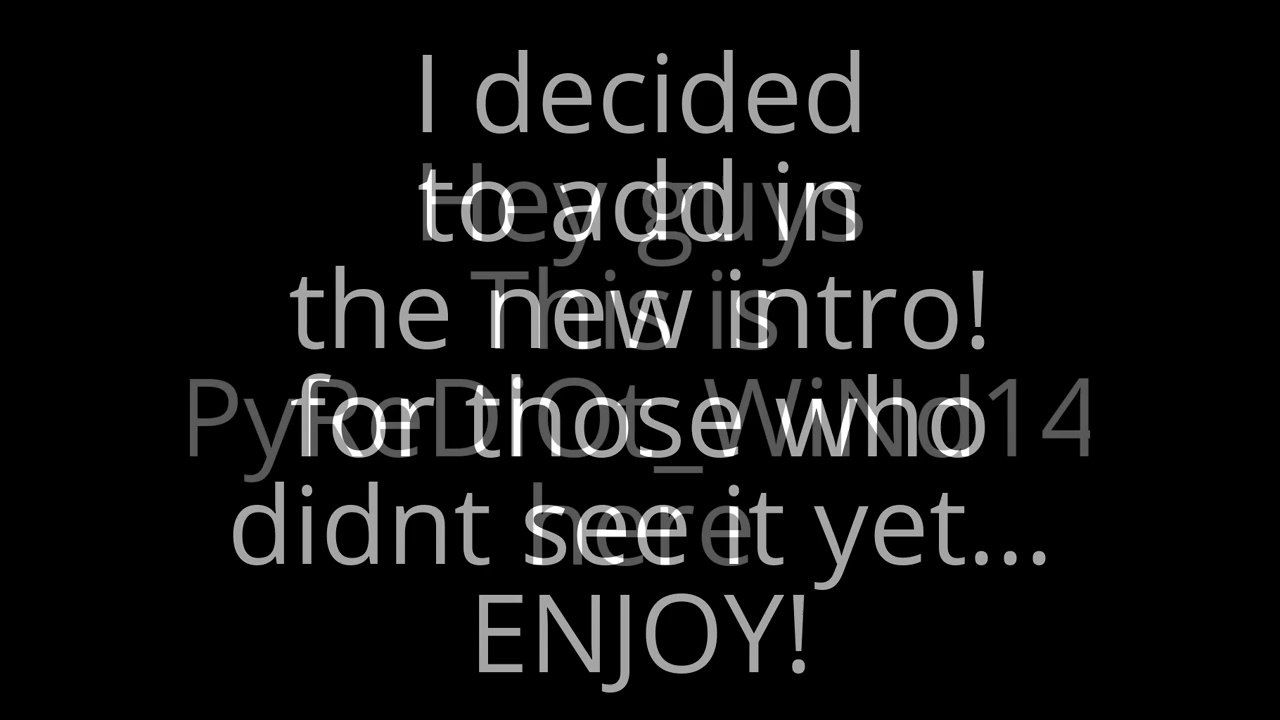 I decided
to add in
the new intro!
for those who
didnt see it yet...
ENJOY!
Hey guys
This is
PyReDrOt_WiNd14
here